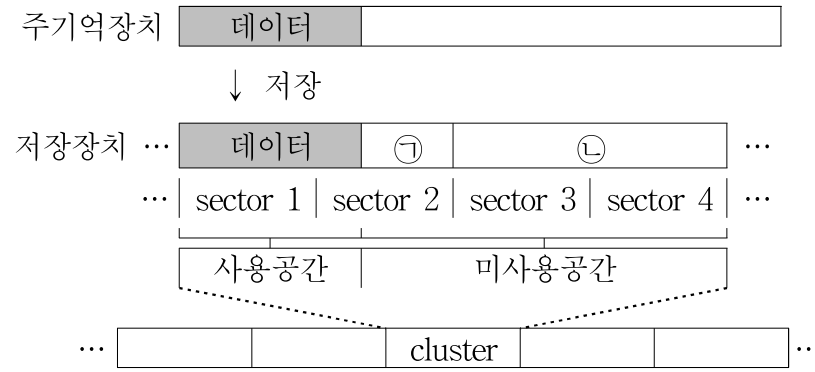 주기억장치 데이터
↓ 저장
저장장치 … 데이터 ㉠ ㉡ …
… sector 1 sector 2 sector 3 sector 4 …
사용공간 미사용공간
… cluster ‥